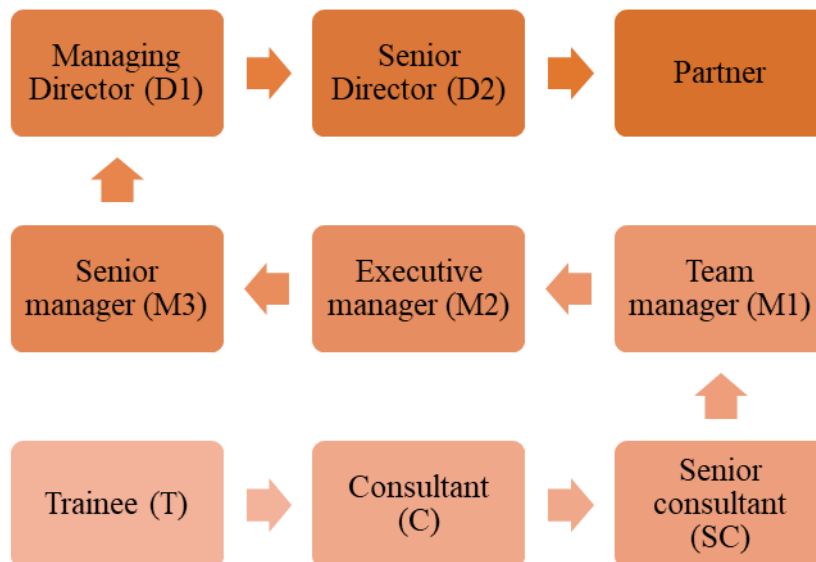 Managing
Director (D1)
Senior
Director (D2)
Partner
Senior
manager (M3)
Executive
manager (M2)
Team
manager (M1)
Trainee (T)
Consultant
(C)
Senior
consultant
(SC)